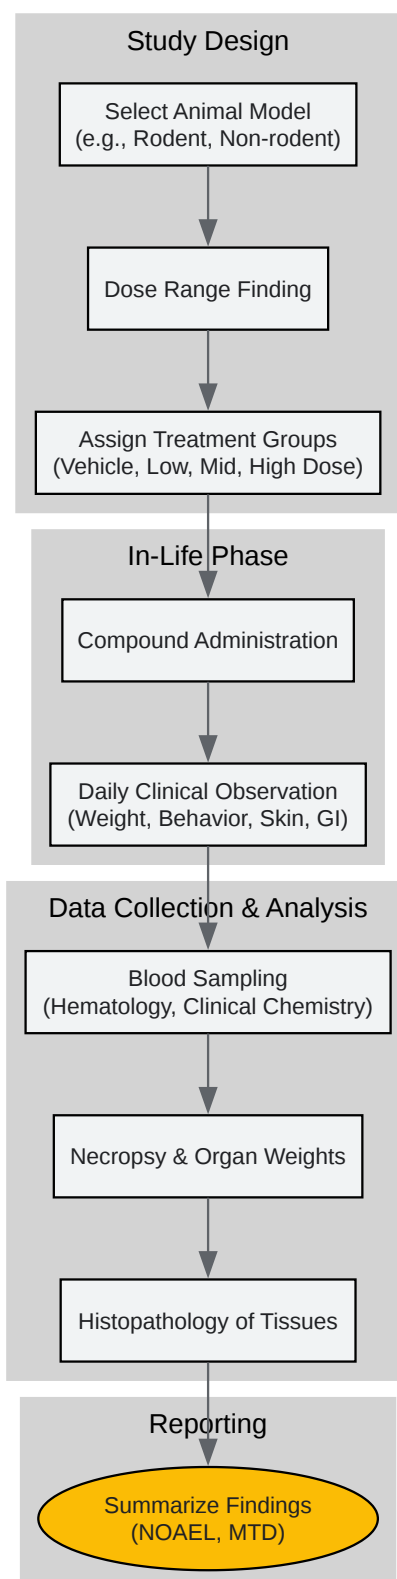 Study Design
Select Animal Model
(e.g., Rodent, Non-rodent)
Dose Range Finding
Assign Treatment Groups
(Vehicle, Low, Mid, High Dose)
In-Life Phase
Compound Administration
Daily Clinical Observation
(Weight, Behavior, Skin, GI)
Data Collection & Analysis
Blood Sampling
(Hematology, Clinical Chemistry)
Necropsy & Organ Weights
Histopathology of Tissues
Reporting
Summarize Findings
(NOAEL, MTD)